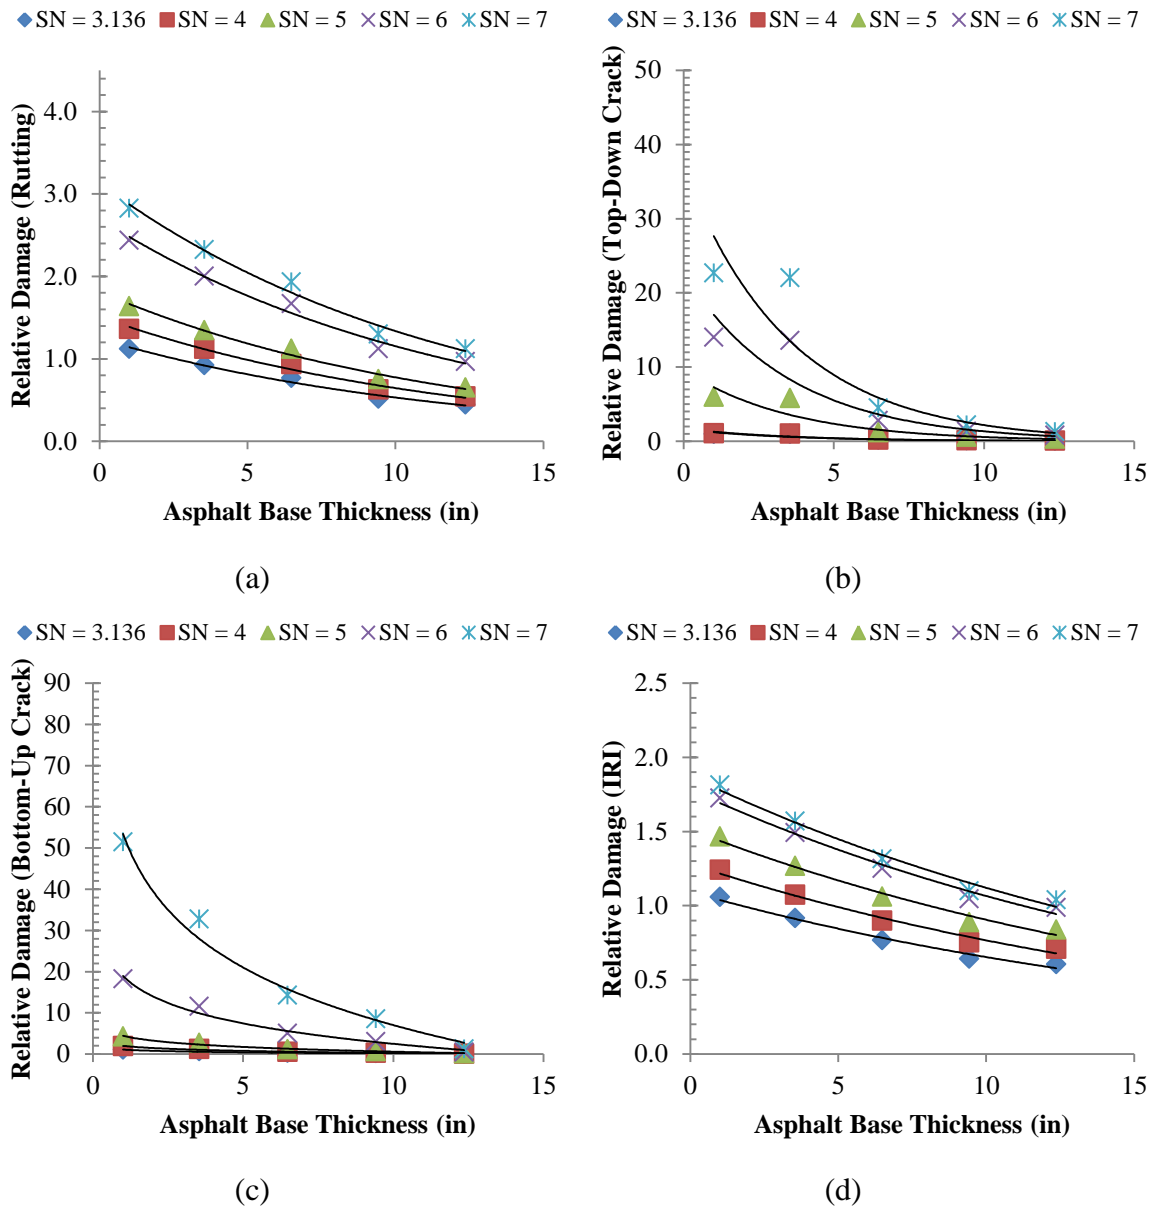 SN = 3.136 SN = 4 SN = 5 SN = 6 SN = 7
Relative Damage (Rutting)
4.0
3.0
2.0
1.0
0.0
0 5 10 15
Asphalt Base Thickness (in)
(a)
SN = 3.136 SN = 4 SN = 5 SN = 6 SN = 7
Relative Damage (Top-Down Crack)
50
40
30
20
10
0
0 5 10 15
Asphalt Base Thickness (in)
(b)
SN = 3.136 SN = 4 SN = 5 SN = 6 SN = 7
Relative Damage (Bottom-Up Crack)
90
80
70
60
50
40
30
20
10
0
0 5 10 15
Asphalt Base Thickness (in)
(c)
SN = 3.136 SN = 4 SN = 5 SN = 6 SN = 7
Relative Damage (IRI)
2.5
2.0
1.5
1.0
0.5
0.0
0 5 10 15
Asphalt Base Thickness (in)
(d)